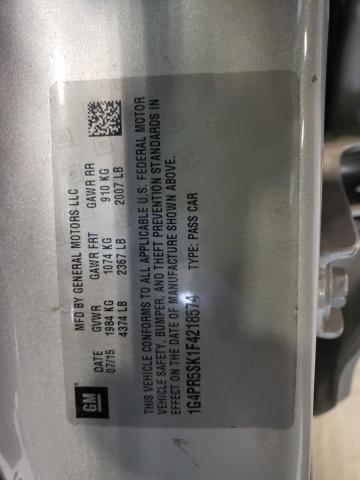 MFD BY GENERAL MOTORS LLC
DATE GVWR GAWR FRT GAWR RR
07/15 1984 KG 1074 KG 910 KG
4374 LB 2367 LB 2007 LB
THIS VEHICLE CONFORMS TO ALL APPLICABLE U.S. FEDERAL MOTOR
VEHICLE SAFETY, BUMPER, AND THEFT PREVENTION STANDARDS IN
EFFECT ON THE DATE OF MANUFACTURE SHOWN ABOVE.
1G4PR5SK1F4218574 TYPE: PASS CAR
GM